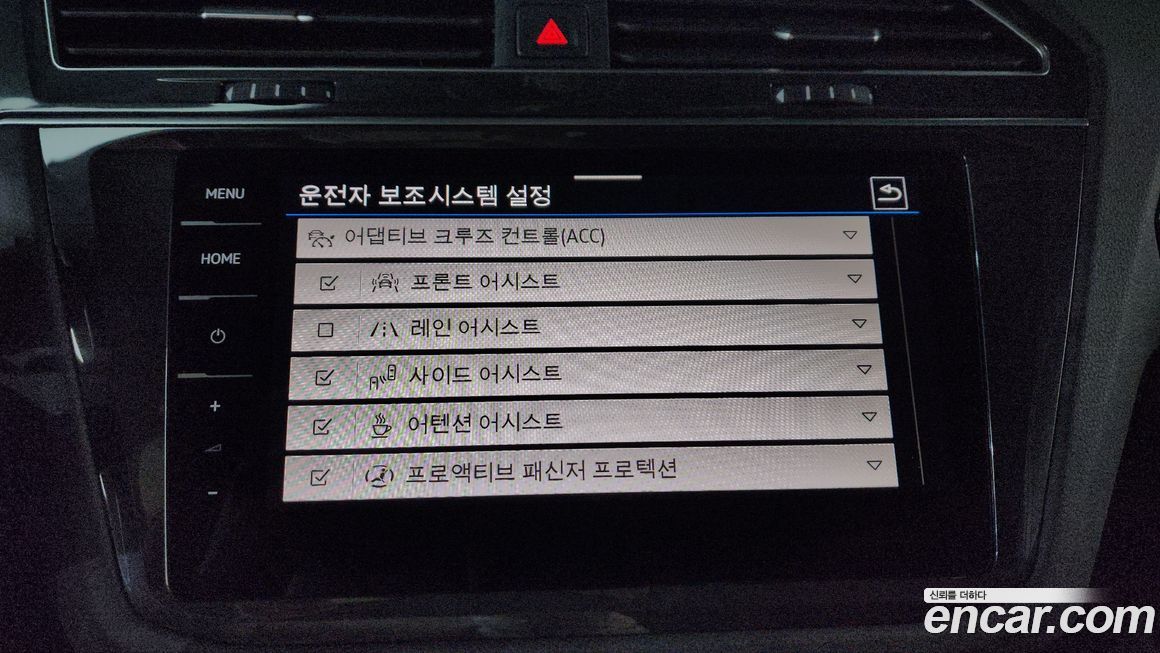 MENU
운전자 보조시스템 설정
어댑티브 크루즈 컨트롤(ACC)
HOME
프론트 어시스트
레인 어시스트
사이드 어시스트
어텐션 어시스트
프로액티브 패신저 프로텍션
신뢰를 더하다
encar.com